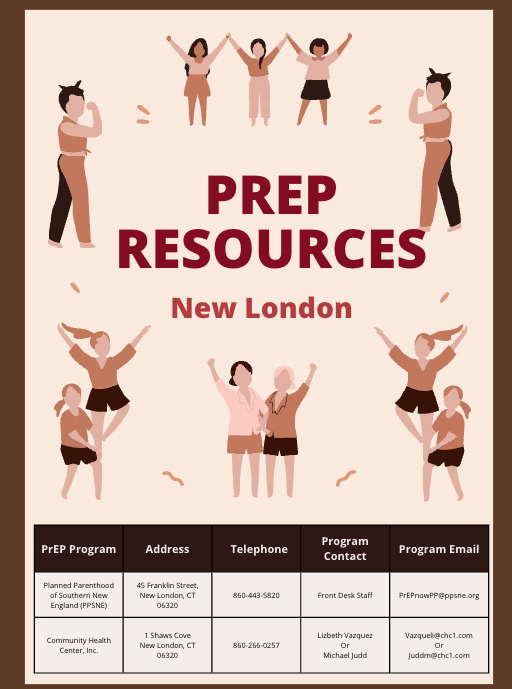 PREP
RESOURCES
New London
PrEP Program
Address
Telephone
Program
Contact
Program Email
Planned Parenthood
of Southern New
England (PPSNE)
45 Franklin Street,
New London, CT
06320
860-443-5820
Front Desk Staff
PrEPnowPP@ppsne.org
Community Health
Center, Inc.
1 Shaws Cove
New London, CT
06320
860-266-0257
Lizbeth Vazquez
Or
Michael Judd
Vazqueli@chc1.com
Or
Juddm@chc1.com